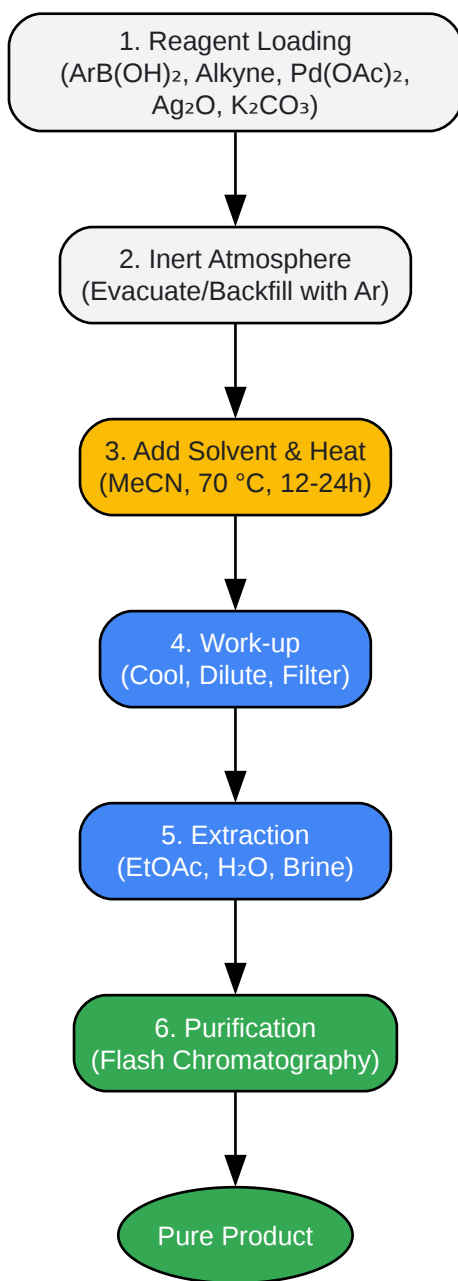 1. Reagent Loading
(ArB(OH)₂, Alkyne, Pd(OAc)₂,
Ag₂O, K₂CO₃)
2. Inert Atmosphere
(Evacuate/Backfill with Ar)
3. Add Solvent & Heat
(MeCN, 70 °C, 12-24h)
4. Work-up
(Cool, Dilute, Filter)
5. Extraction
(EtOAc, H₂O, Brine)
6. Purification
(Flash Chromatography)
Pure Product